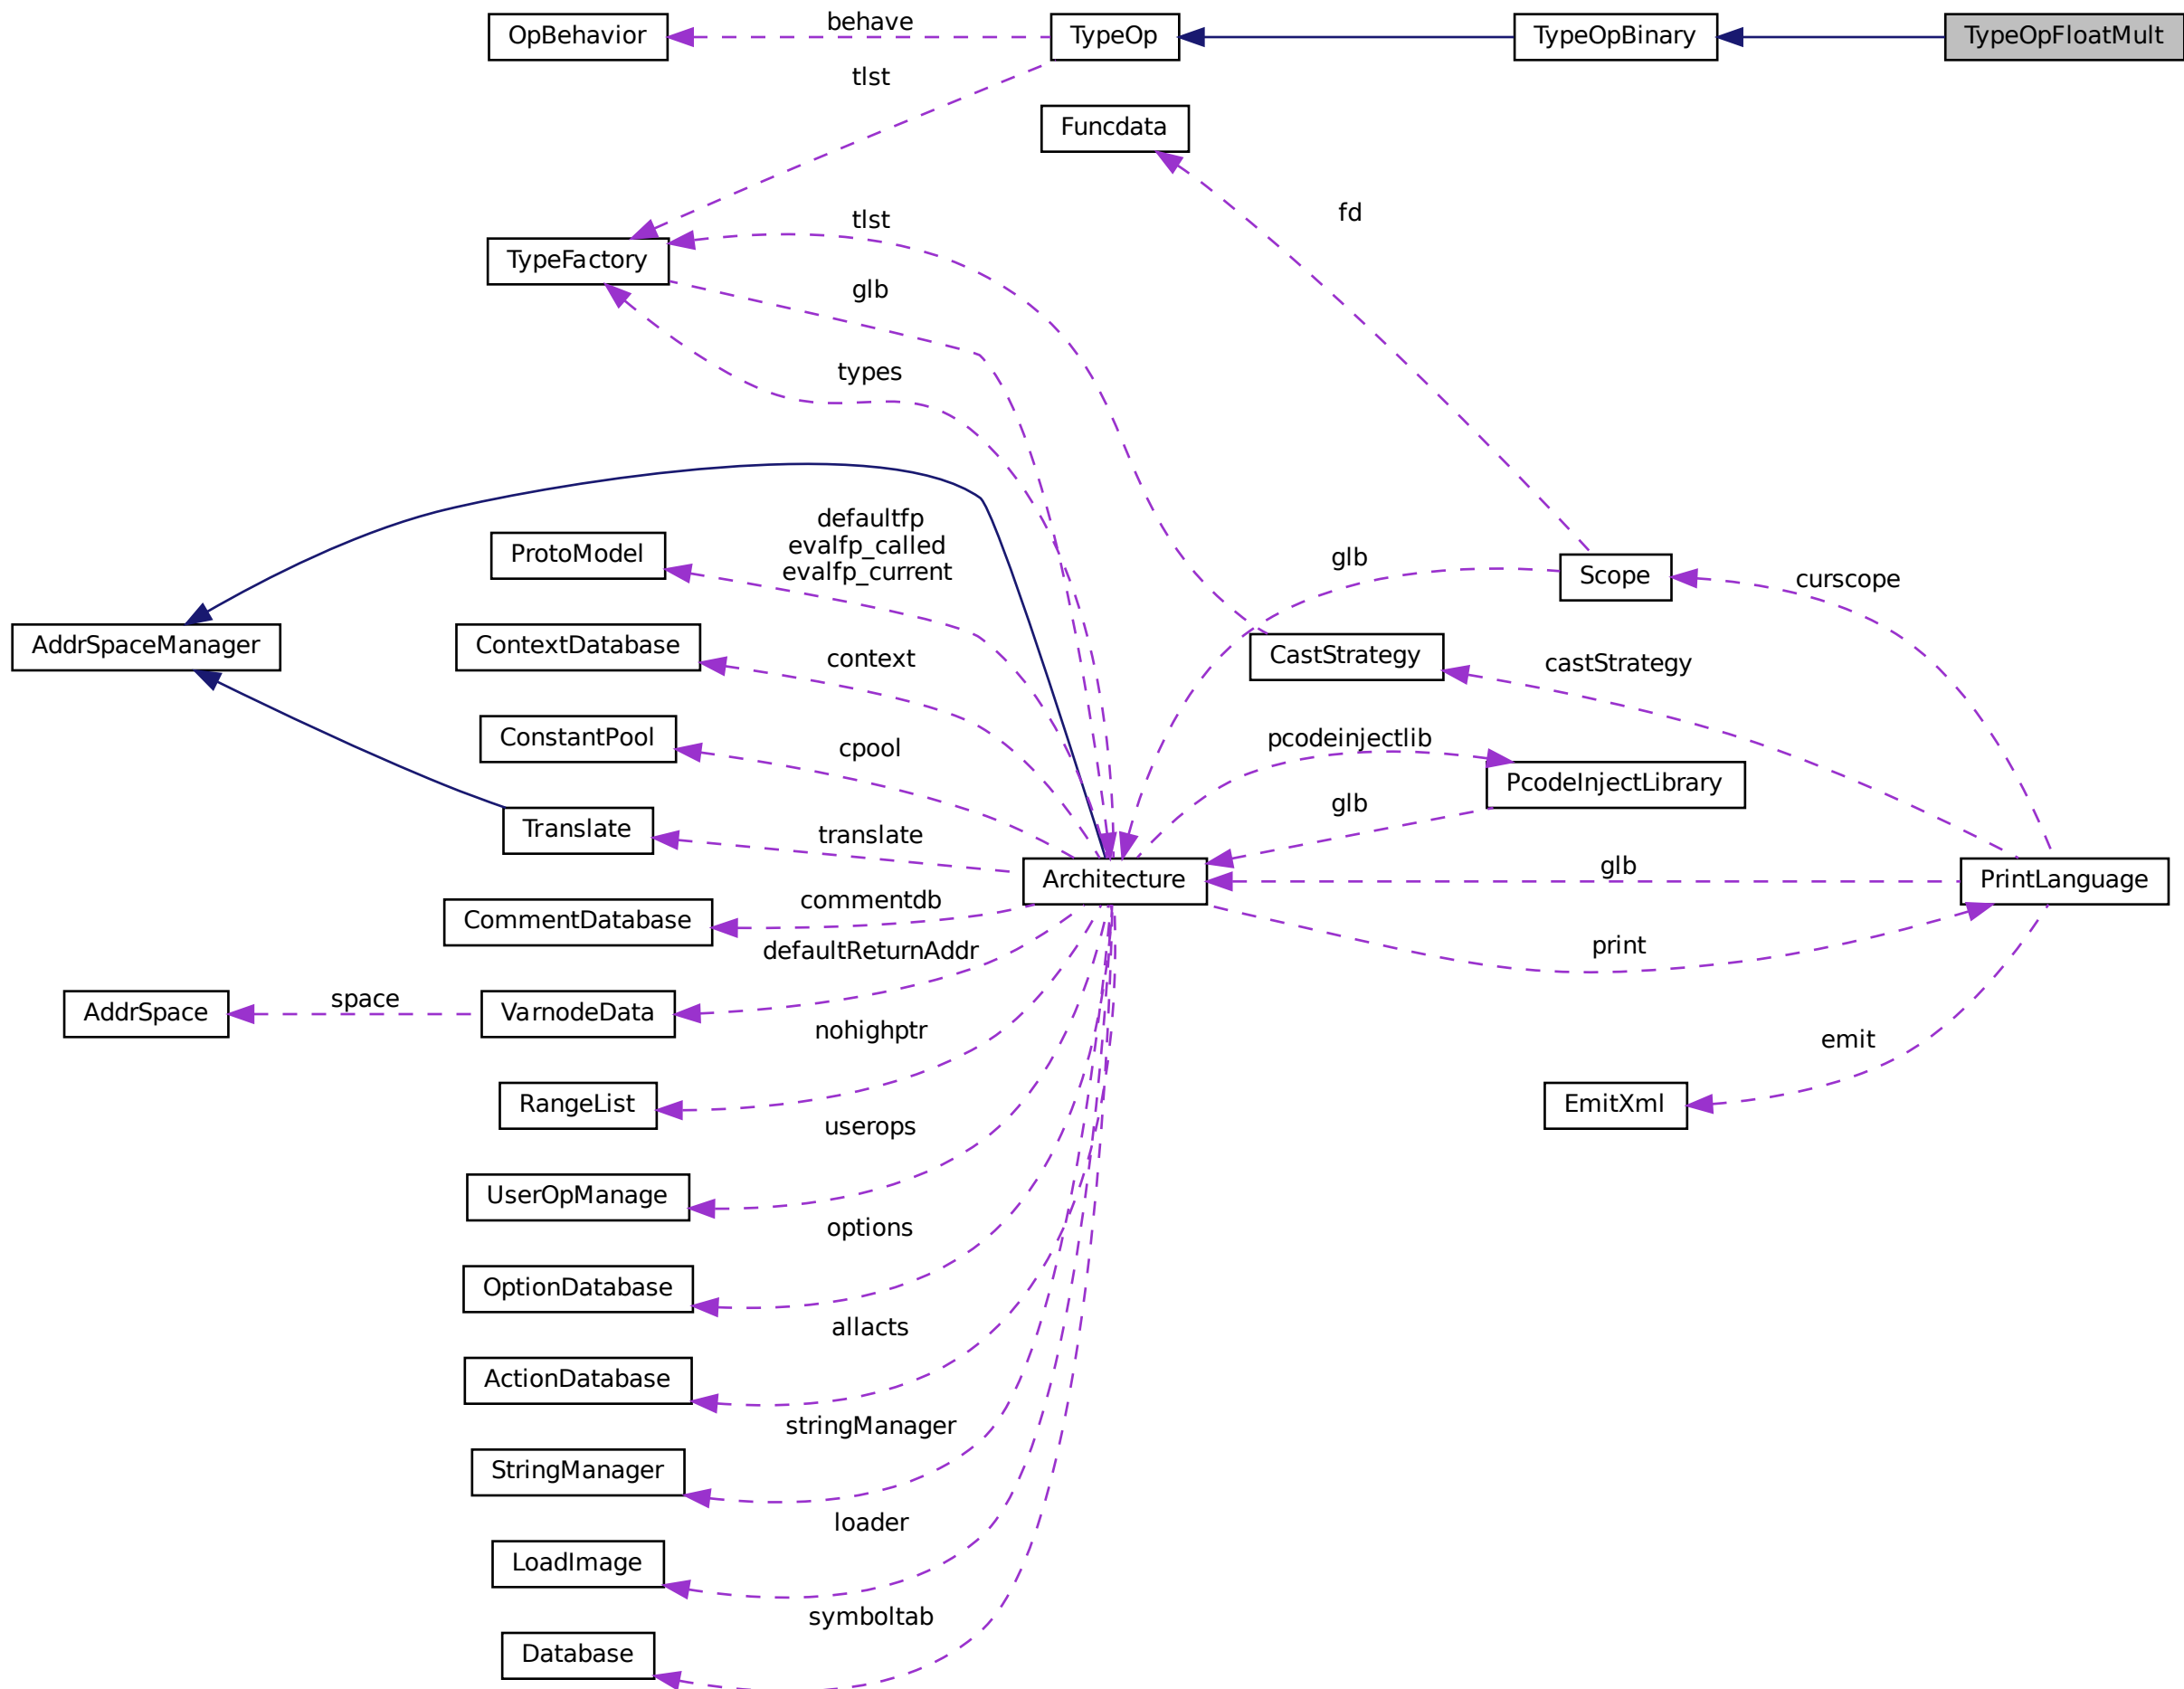 OpBehavior
behave
TypeOp
TypeOpBinary
TypeOpFloatMult
tlst
Funcdata
fd
tlst
TypeFactory
glb
types
defaultfp
evalfp_called
evalfp_current
ProtoModel
glb
Scope
curscope
AddrSpaceManager
ContextDatabase
context
CastStrategy
castStrategy
ConstantPool
cpool
pcodeinjectlib
PcodeInjectLibrary
glb
Translate
translate
Architecture
glb
PrintLanguage
CommentDatabase
commentdb
defaultReturnAddr
print
AddrSpace
space
VarnodeData
nohighptr
emit
RangeList
EmitXml
userops
UserOpManage
options
OptionDatabase
allacts
ActionDatabase
stringManager
StringManager
loader
LoadImage
symboltab
Database